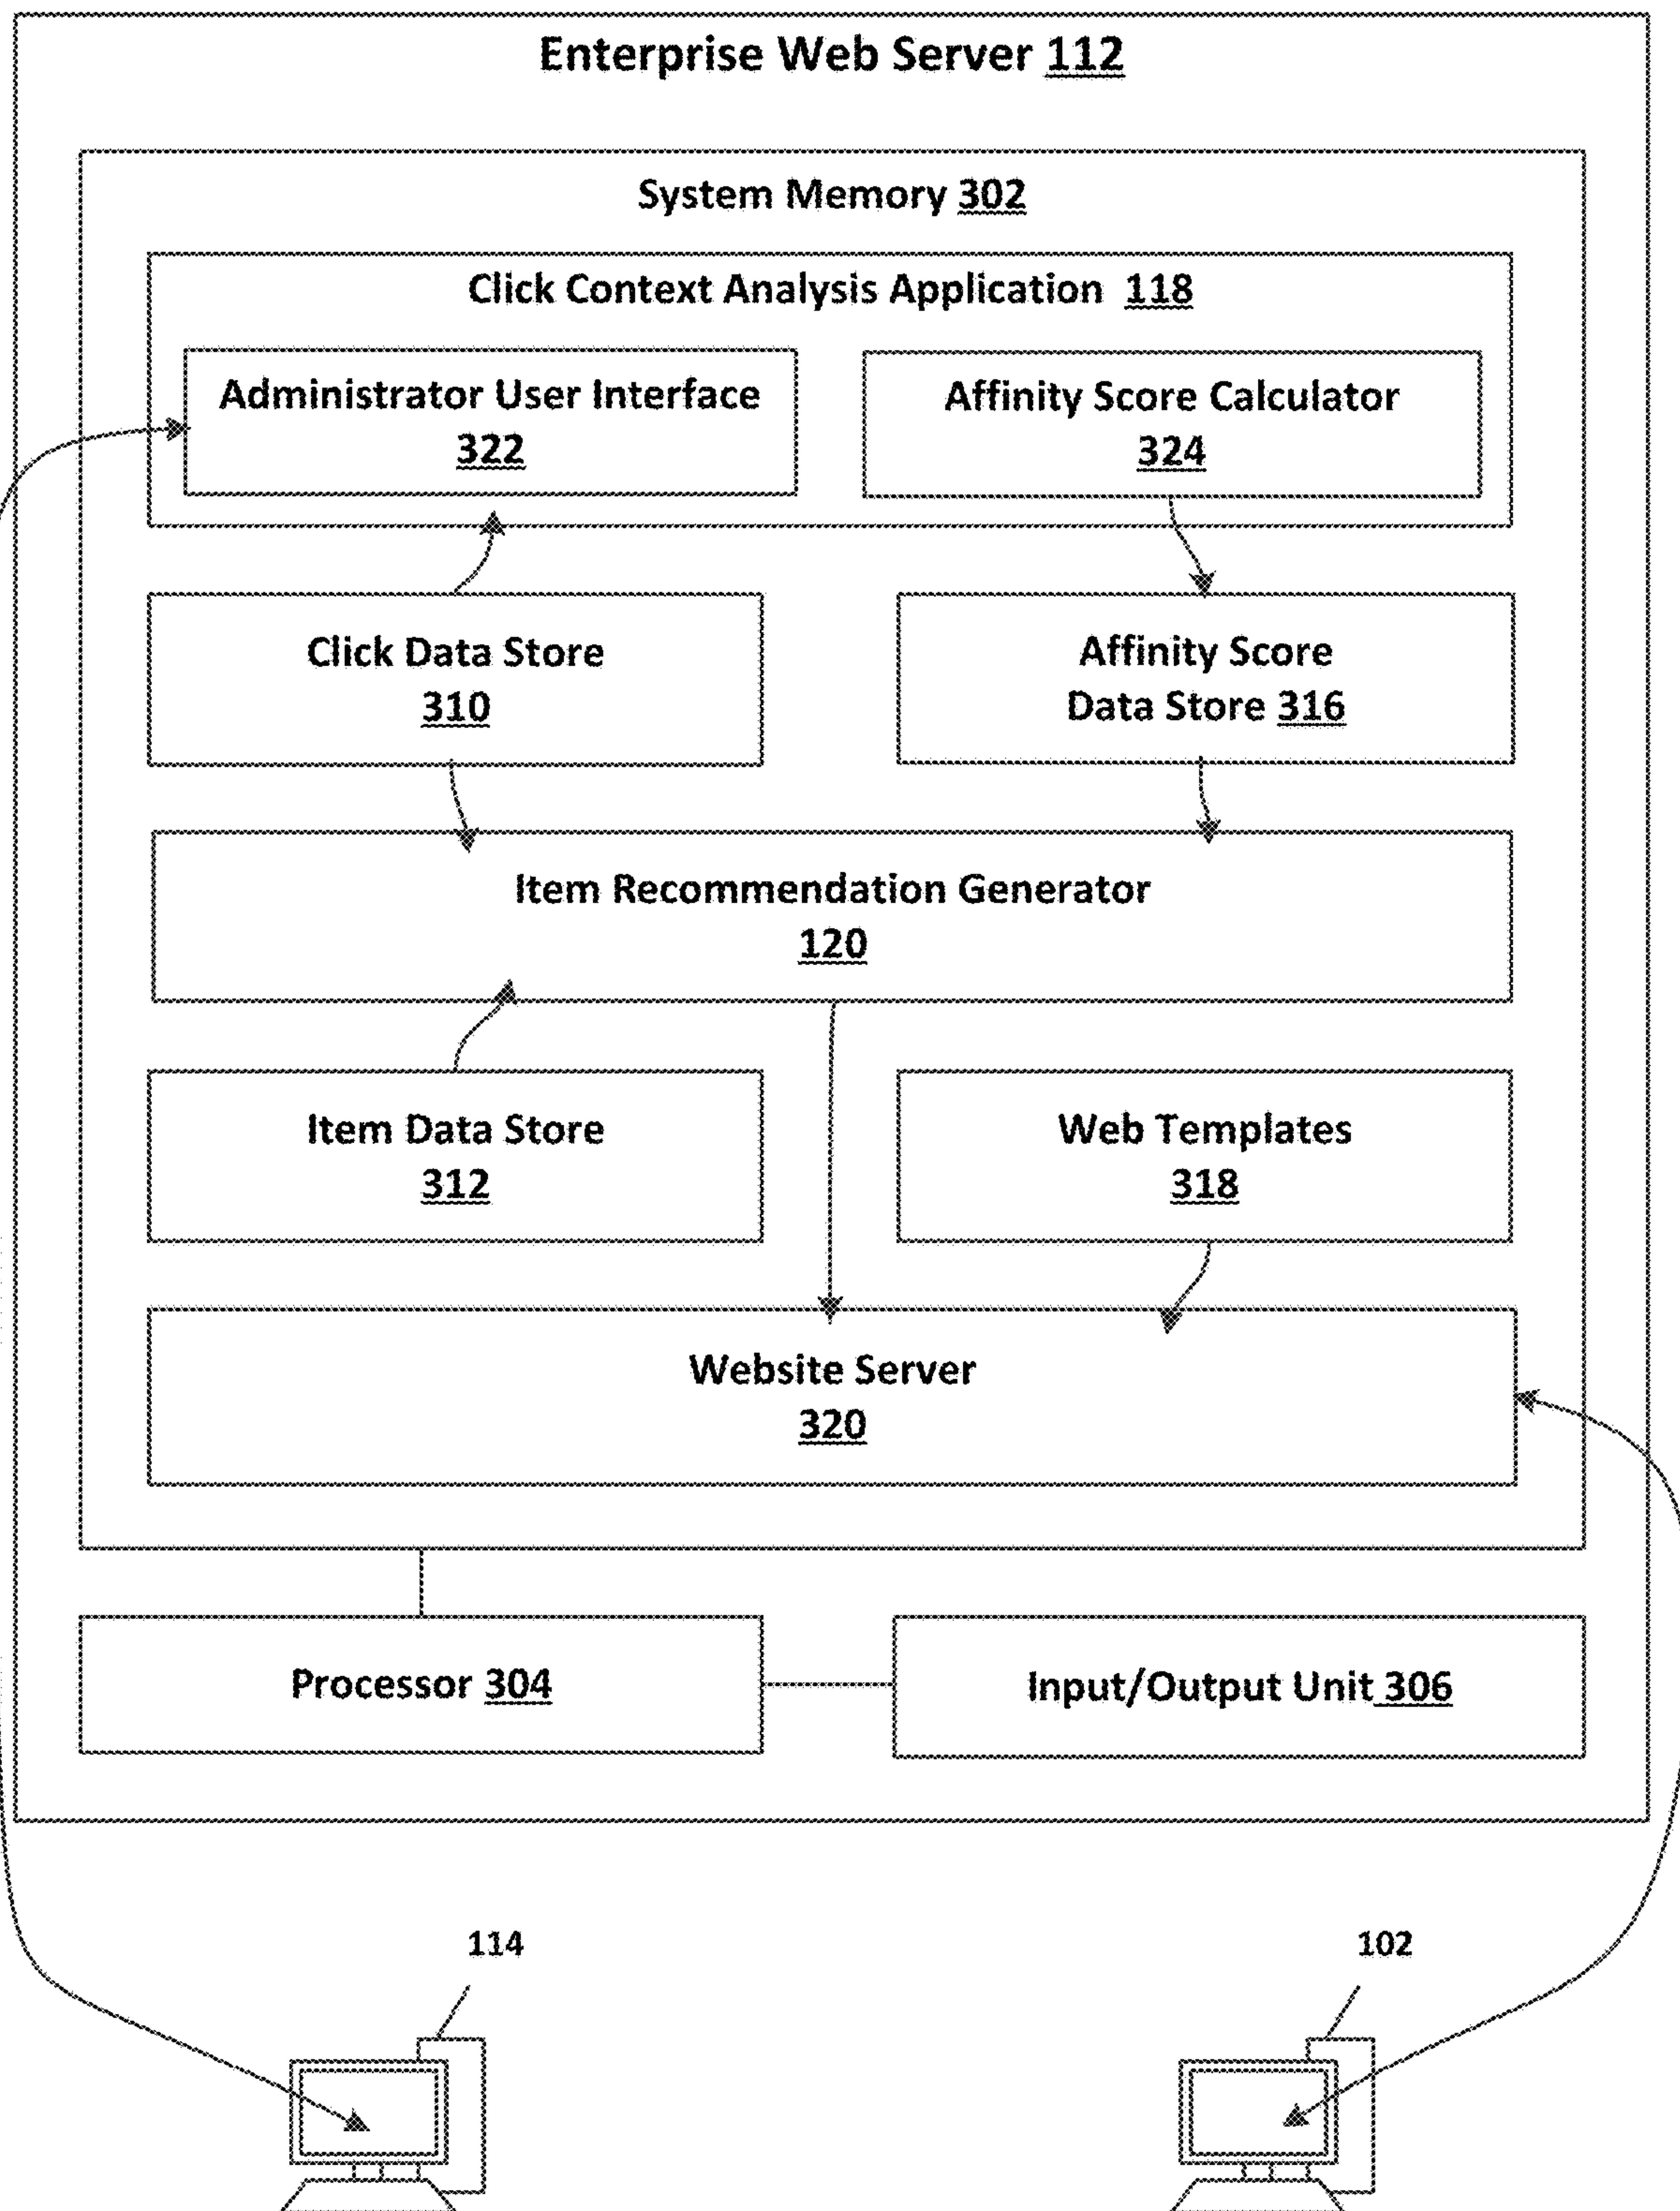 Enterprise Web Server 112
System Memory 302
Click Context Analysis Application 118
Administrator User Interface
322
Affinity Score Calculator
324
Click Data Store
310
Affinity Score
Data Store 316
Item Recommendation Generator
120
Item Data Store
312
Web Templates
318
Website Server
320
Processor 304
Input/Output Unit 306
114
102